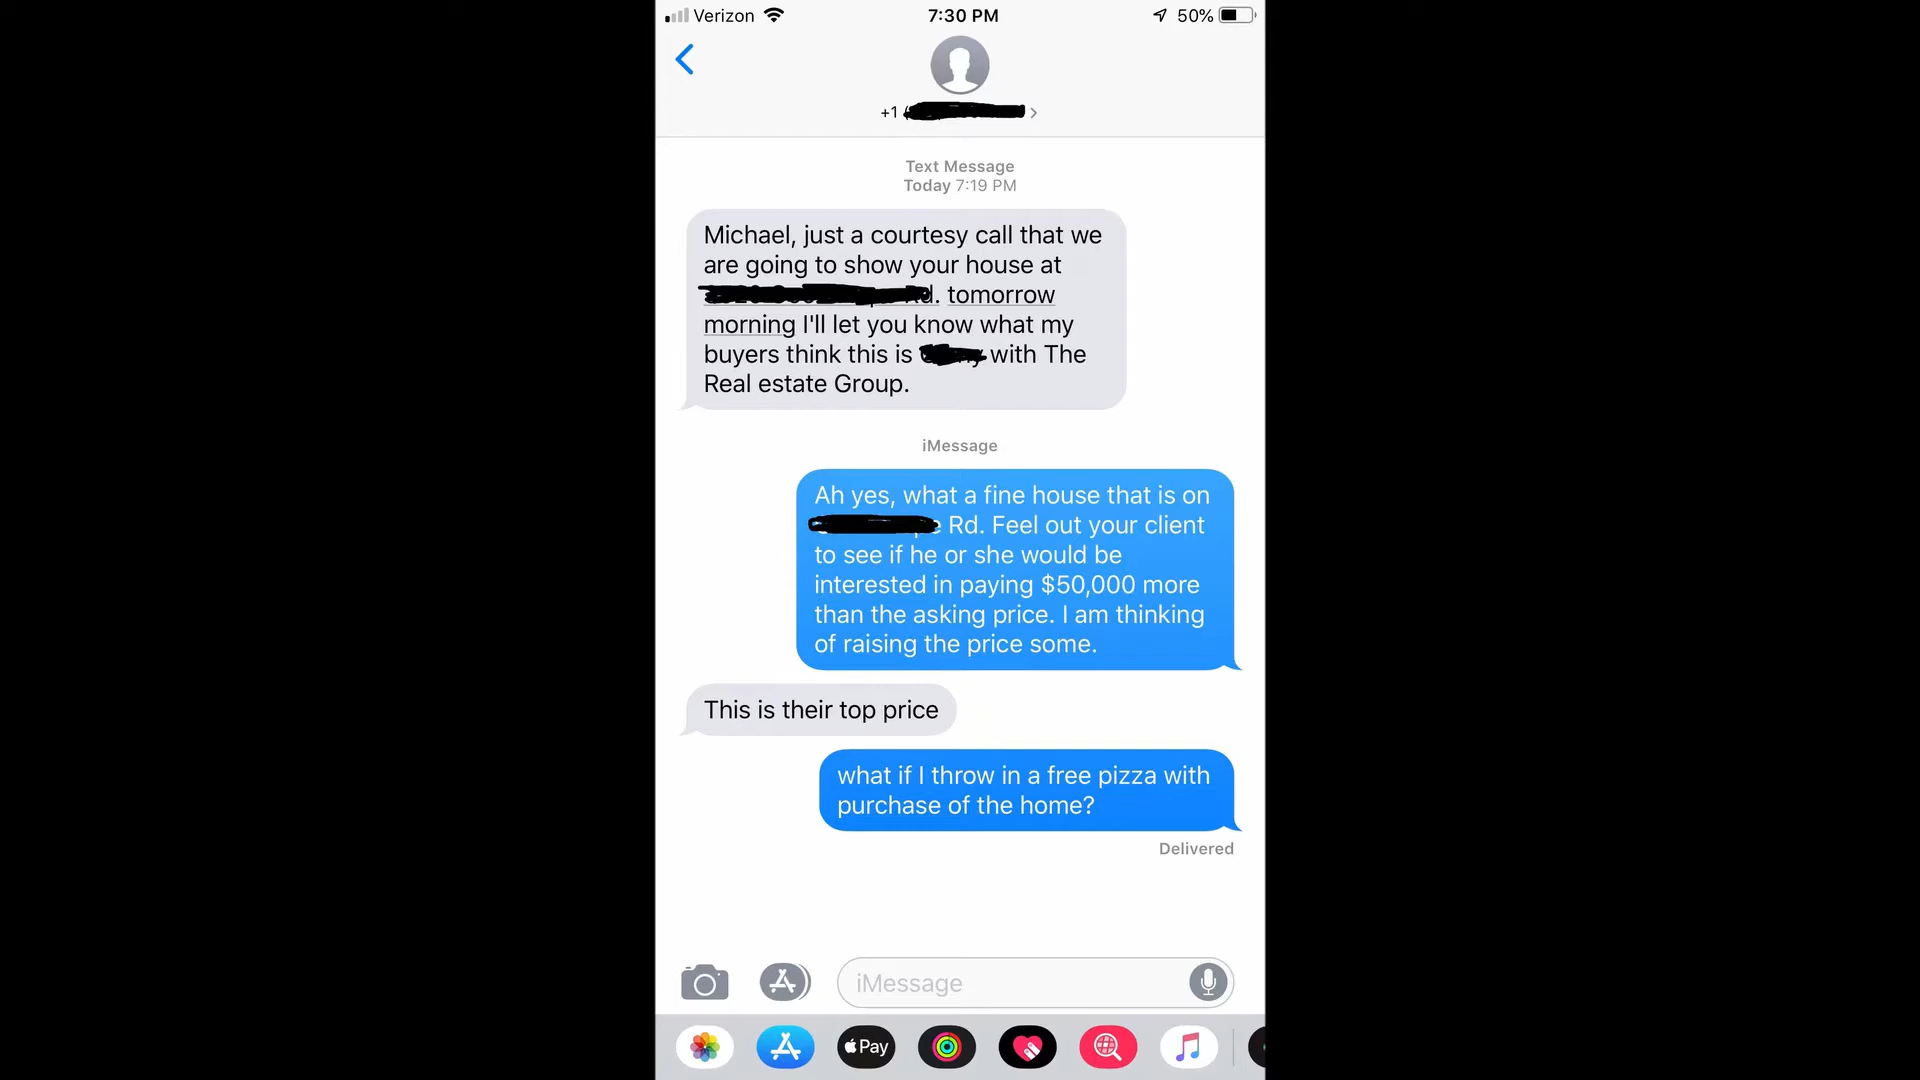 Verizon 7:30 PM 50%
+1
Text Message
Today 7:19 PM
Michael, just a courtesy call that we
are going to show your house at
Rd. tomorrow
morning I'll let you know what my
buyers think this is with The
Real estate Group.
iMessage
Ah yes, what a fine house that is on
Rd. Feel out your client
to see if he or she would be
interested in paying $50,000 more
than the asking price. I am thinking
of raising the price some.
This is their top price
what if I throw in a free pizza with
purchase of the home?
Delivered
iMessage
Pay